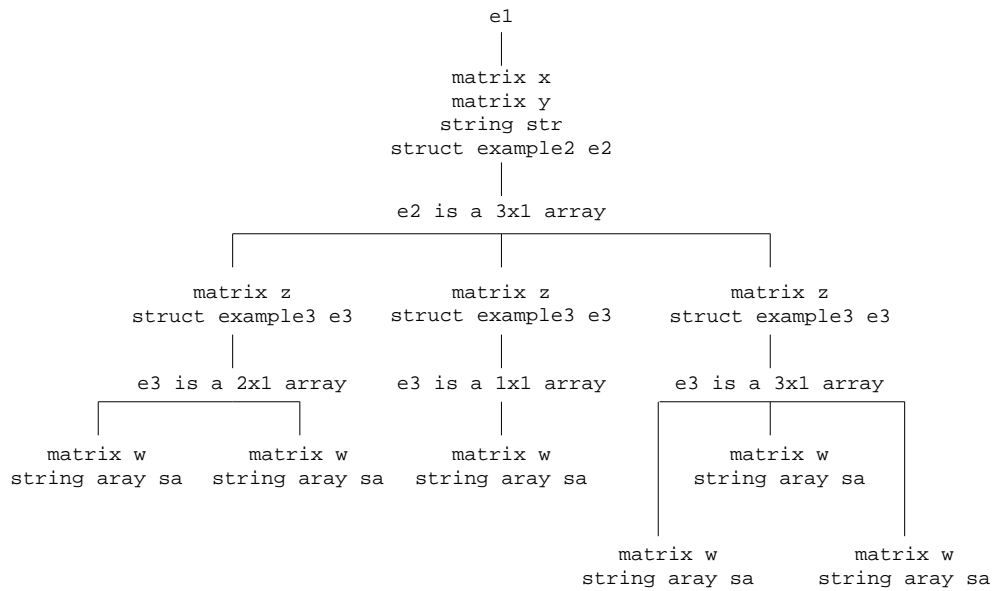 e1
matrix x
matrix y
string str
struct example2 e2
e2 is a 3x1 array
matrix z
struct example3 e3
matrix z
struct example3 e3
matrix z
struct example3 e3
e3 is a 2x1 array
e3 is a 1x1 array
e3 is a 3x1 array
matrix w
string aray sa
matrix w
string aray sa
matrix w
string aray sa
matrix w
string aray sa
matrix w
string aray sa
matrix w
string aray sa